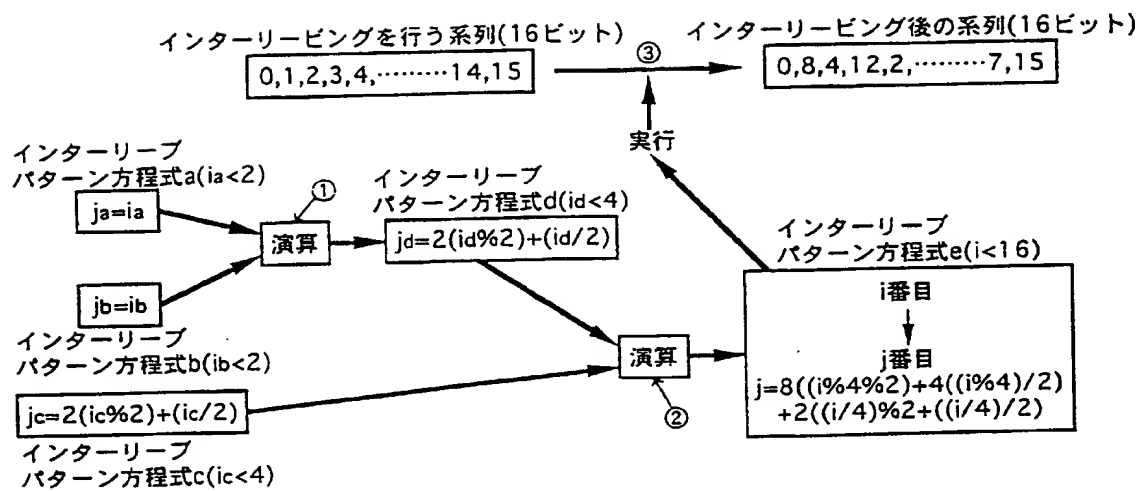 インターリービングを行う系列(16ビット)
0,1,2,3,4,………14,15
③
インターリービング後の系列(16ビット)
0,8,4,12,2,………7,15
実行
インターリーブ
パターン方程式a(ia<2)
ja=ia
①
演算
インターリーブ
パターン方程式d(id<4)
jd=2(id%2)+(id/2)
jb=ib
インターリーブ
パターン方程式b(ib<2)
jc=2(ic%2)+(ic/2)
インターリーブ
パターン方程式c(ic<4)
演算
②
インターリーブ
パターン方程式e(i<16)
i番目
j番目
j=8((i%4%2)+4((i%4)/2)
+2((i/4)%2+((i/4)/2)